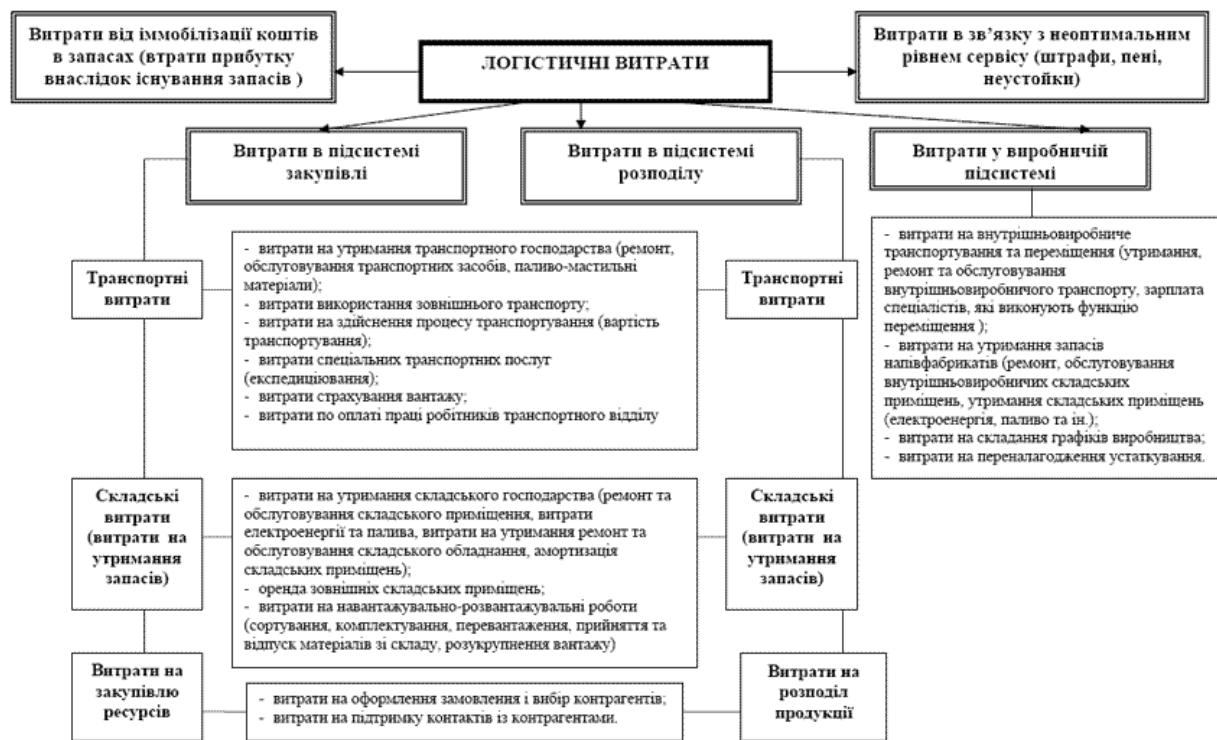 Витрати від іммобілізації коштів
в запасах (втрати прибутку
внаслідок існування запасів )
ЛОГІСТИЧНІ ВИТРАТИ
Витрати в зв’язку з неоптимальним
рівнем сервісу (штрафи, пені,
неустойки)
Витрати в підсистемі
закупівлі
Витрати в підсистемі
розподілу
Витрати у виробничій
підсистемі
Транспортні
витрати
- витрати на утримання транспортного господарства (ремонт,
обслуговування транспортних засобів, паливо-мастильні
матеріали);
- витрати використання зовнішнього транспорту;
- витрати на здійснення процесу транспортування (вартість
транспортування);
- витрати спеціальних транспортних послуг
(експедиціювання);
- витрати страхування вантажу;
- витрати по оплаті праці робітників транспортного відділу
Транспортні
витрати
- витрати на внутрішньовиробниче
транспортування та переміщення (утримання,
ремонт та обслуговування
внутрішньовиробничого транспорту, зарплата
спеціалістів, які виконують функцію
переміщення );
- витрати на утримання запасів
напівфабрикатів (ремонт, обслуговування
внутрішньовиробничих складських
приміщень, утримання складських приміщень
(електроенергія, паливо та ін.);
- витрати на складання графіків виробництва;
- витрати на переналагодження устаткування.
Складські
витрати
(витрати на
утримання
запасів)
- витрати на утримання складського господарства (ремонт та
обслуговування складського приміщення, витрати
електроенергії та палива, витрати на утримання ремонт та
обслуговування складського обладнання, амортизація
складських приміщень);
- оренда зовнішніх складських приміщень;
- витрати на навантажувально-розвантажувальні роботи
(сортування, комплектування, перевантаження, прийняття та
відпуск матеріалів зі складу, розукрупнення вантажу)
Складські
витрати
(витрати на
утримання
запасів)
Витрати на
закупівлю
ресурсів
- витрати на оформлення замовлення і вибір контрагентів;
- витрати на підтримку контактів із контрагентами.
Витрати на
розподіл
продукції